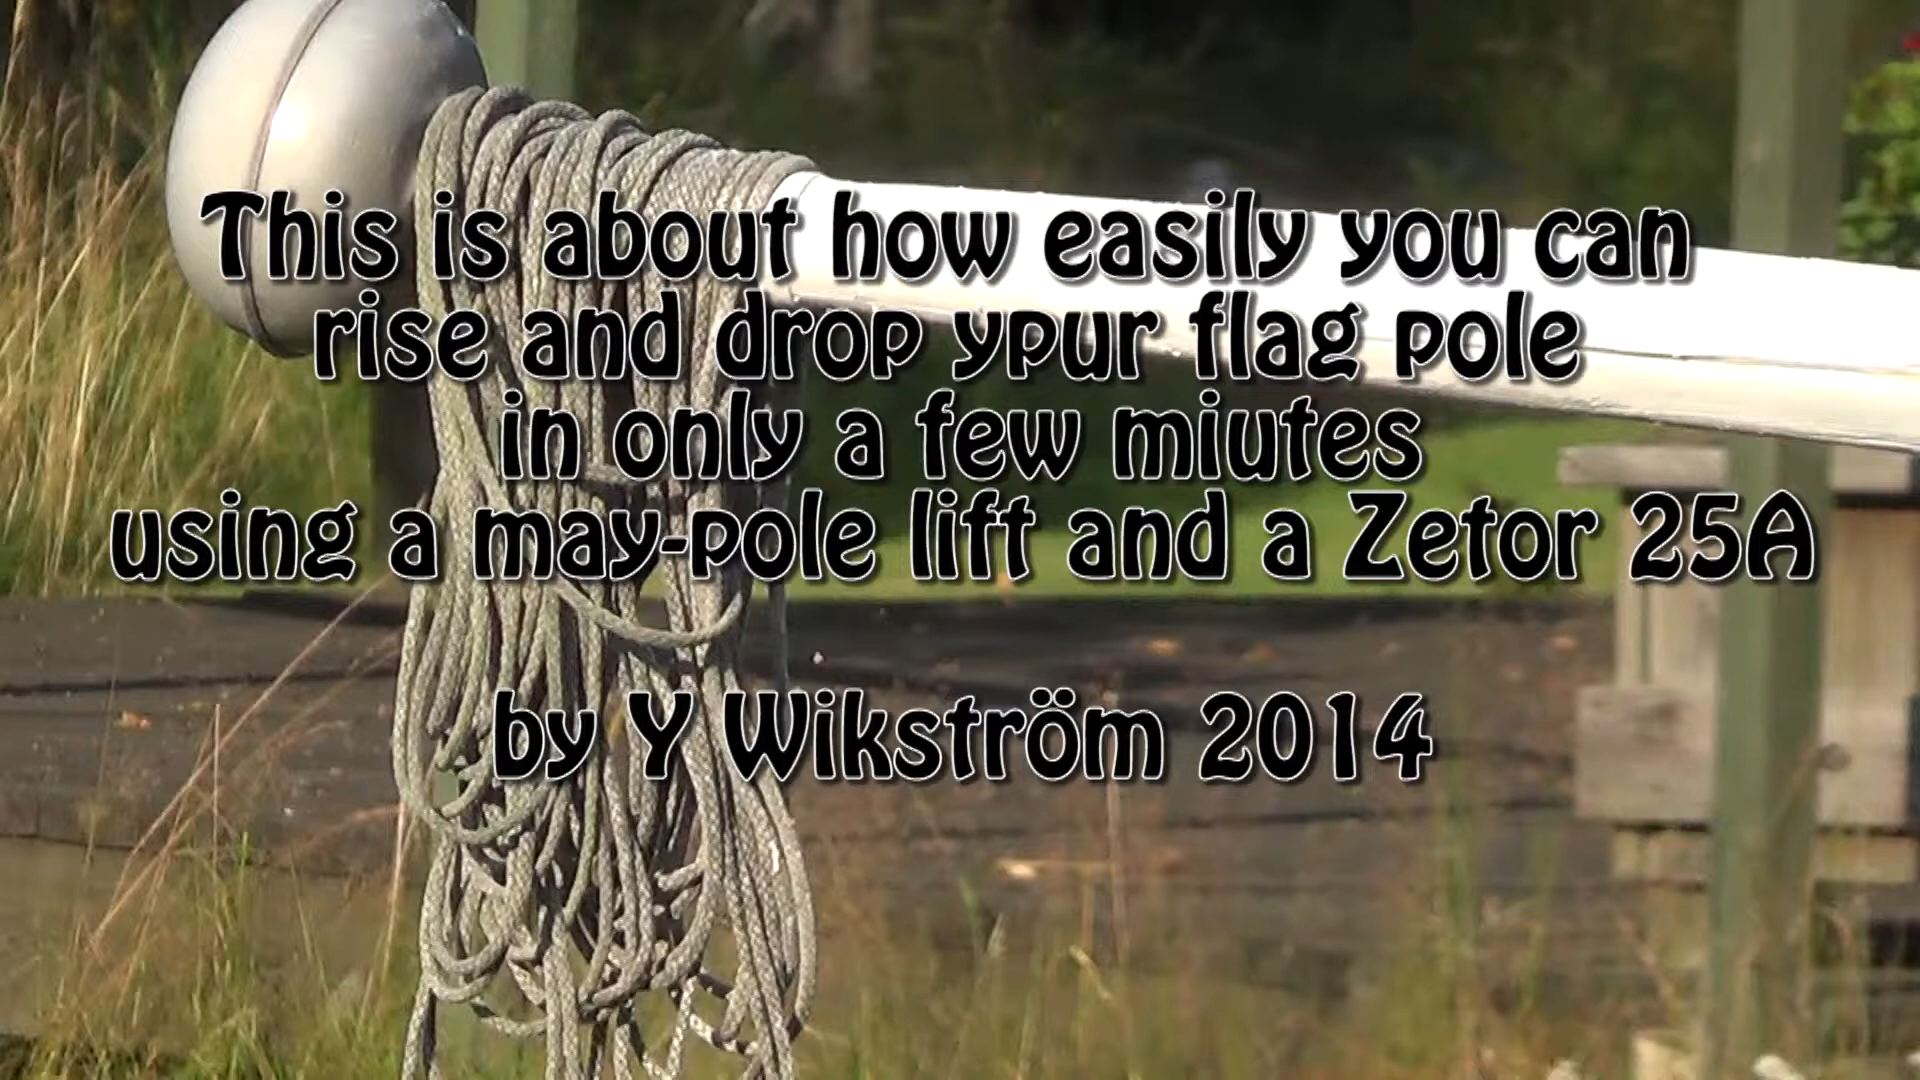 This is about how easily you can
rise and drop ypur flag pole
in only a few miutes
using a may-pole lift and a Zetor 25A
by Y Wikström 2014